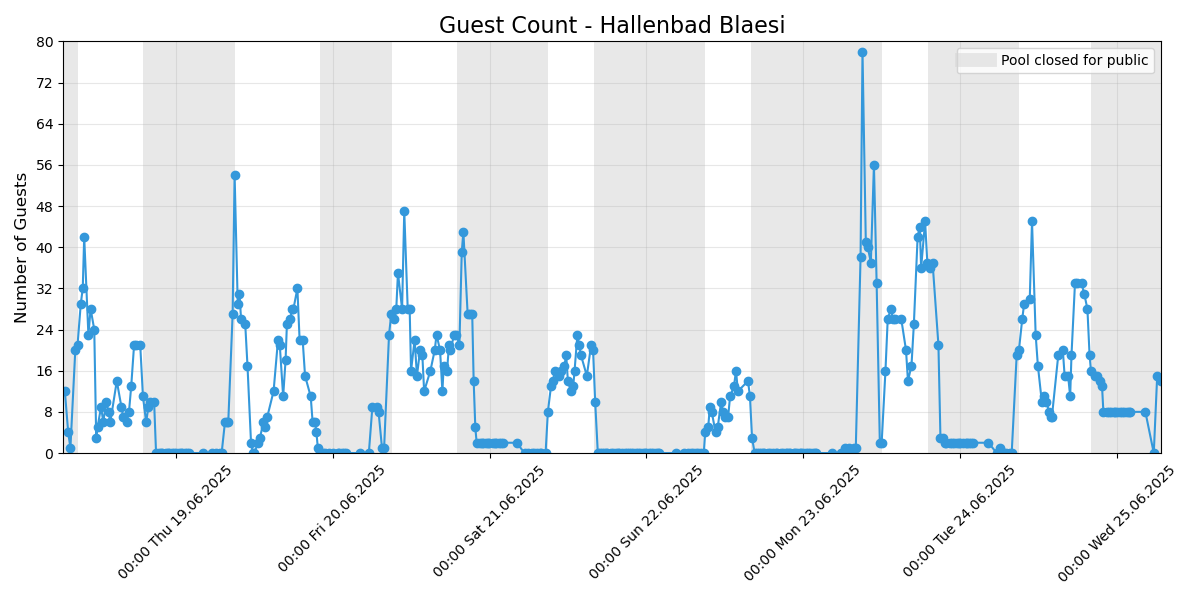 Guest Count - Hallenbad Blaesi
Pool closed for public
Number of Guests
80
72
64
56
48
40
32
24
16
8
0
00:00 Thu 19.06.2025
00:00 Fri 20.06.2025
00:00 Sat 21.06.2025
00:00 Sun 22.06.2025
00:00 Mon 23.06.2025
00:00 Tue 24.06.2025
00:00 Wed 25.06.2025